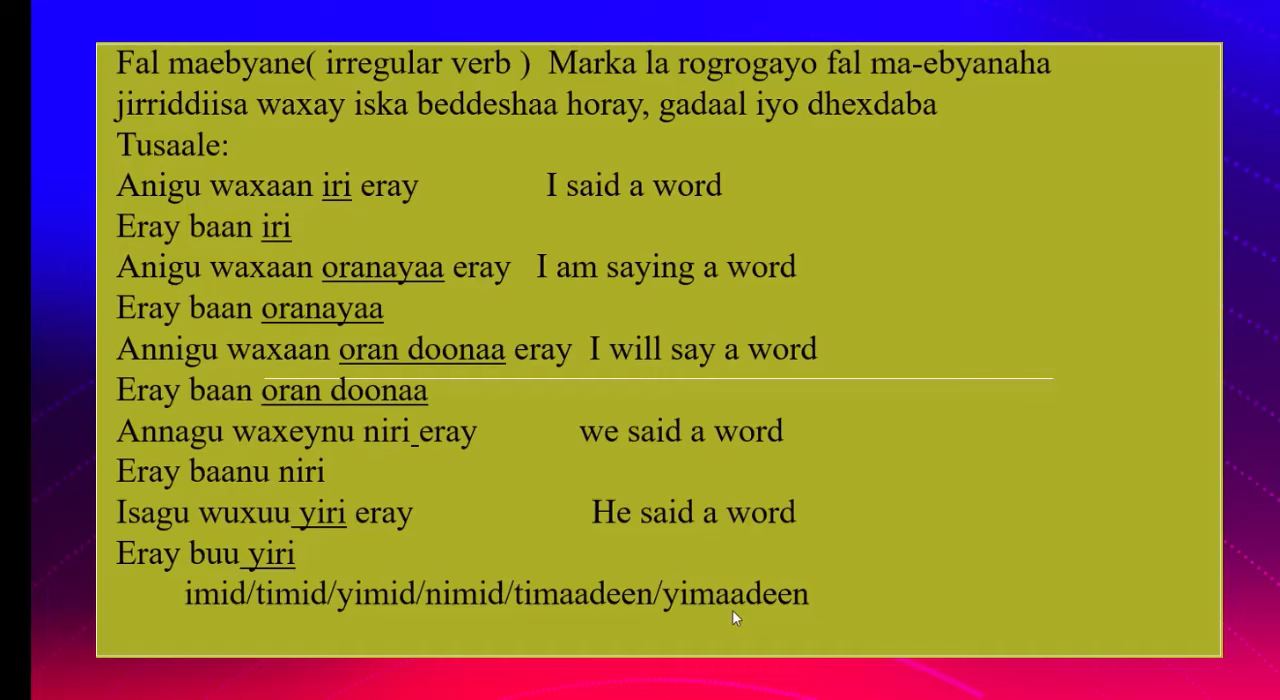 Fal maebyane( irregular verb )  Marka la rogrogayo fal ma-ebyanaha
jirriddiisa waxay iska beddeshaa horay, gadaal iyo dhexdaba
Tusaale:
Anigu waxaan iri eray I said a word
Eray baan iri
Anigu waxaan oranayaa eray I am saying a word
Eray baan oranayaa
Annigu waxaan oran doonaa eray I will say a word
Eray baan oran doonaa
Annagu waxeynu niri eray we said a word
Eray baanu niri
Isagu wuxuu yiri eray He said a word
Eray buu yiri
imid/timid/yimid/nimid/timaadeen/yimaadeen